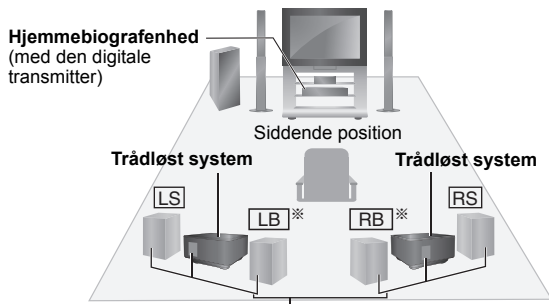 Hjemmebiografenhed
(med den digitale
transmitter)
Siddende position
Trådløst system
Trådløst system
LS
LB※
RB※
RS